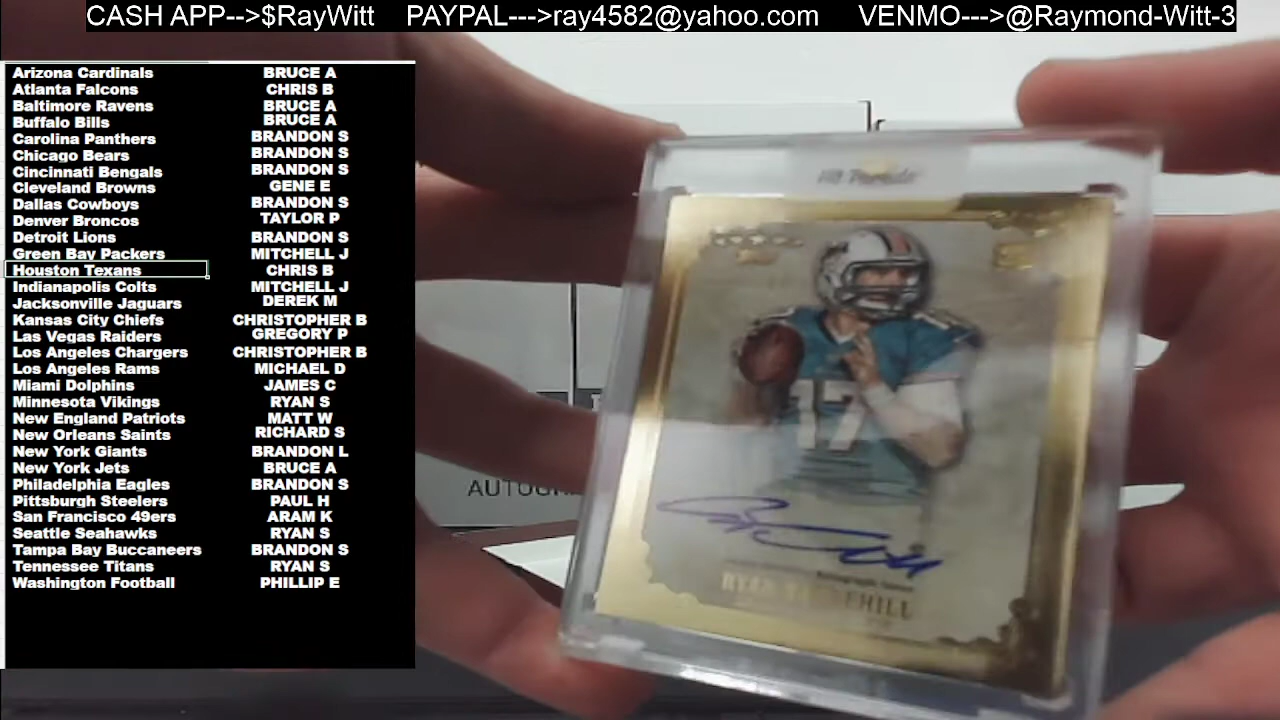 CASH APP-->$RayWitt PAYPAL--->ray4582@yahoo.com VENMO--->@Raymond-Witt-3
Arizona Cardinals BRUCE A
Atlanta Falcons CHRIS B
Baltimore Ravens BRUCE A
Buffalo Bills BRUCE A
Carolina Panthers BRANDON S
Chicago Bears BRANDON S
Cincinnati Bengals BRANDON S
Cleveland Browns GENE E
Dallas Cowboys BRANDON S
Denver Broncos TAYLOR P
Detroit Lions BRANDON S
Green Bay Packers MITCHELL J
Houston Texans CHRIS B
Indianapolis Colts MITCHELL J
Jacksonville Jaguars DEREK M
Kansas City Chiefs CHRISTOPHER B
Las Vegas Raiders GREGORY P
Los Angeles Chargers CHRISTOPHER B
Los Angeles Rams MICHAEL D
Miami Dolphins JAMES C
Minnesota Vikings RYAN S
New England Patriots MATT W
New Orleans Saints RICHARD S
New York Giants BRANDON L
New York Jets BRUCE A
Philadelphia Eagles BRANDON S
Pittsburgh Steelers PAUL H
San Francisco 49ers ARAM K
Seattle Seahawks RYAN S
Tampa Bay Buccaneers BRANDON S
Tennessee Titans RYAN S
Washington Football PHILLIP E
Hit Parade
17
RYAN TANNEHILL